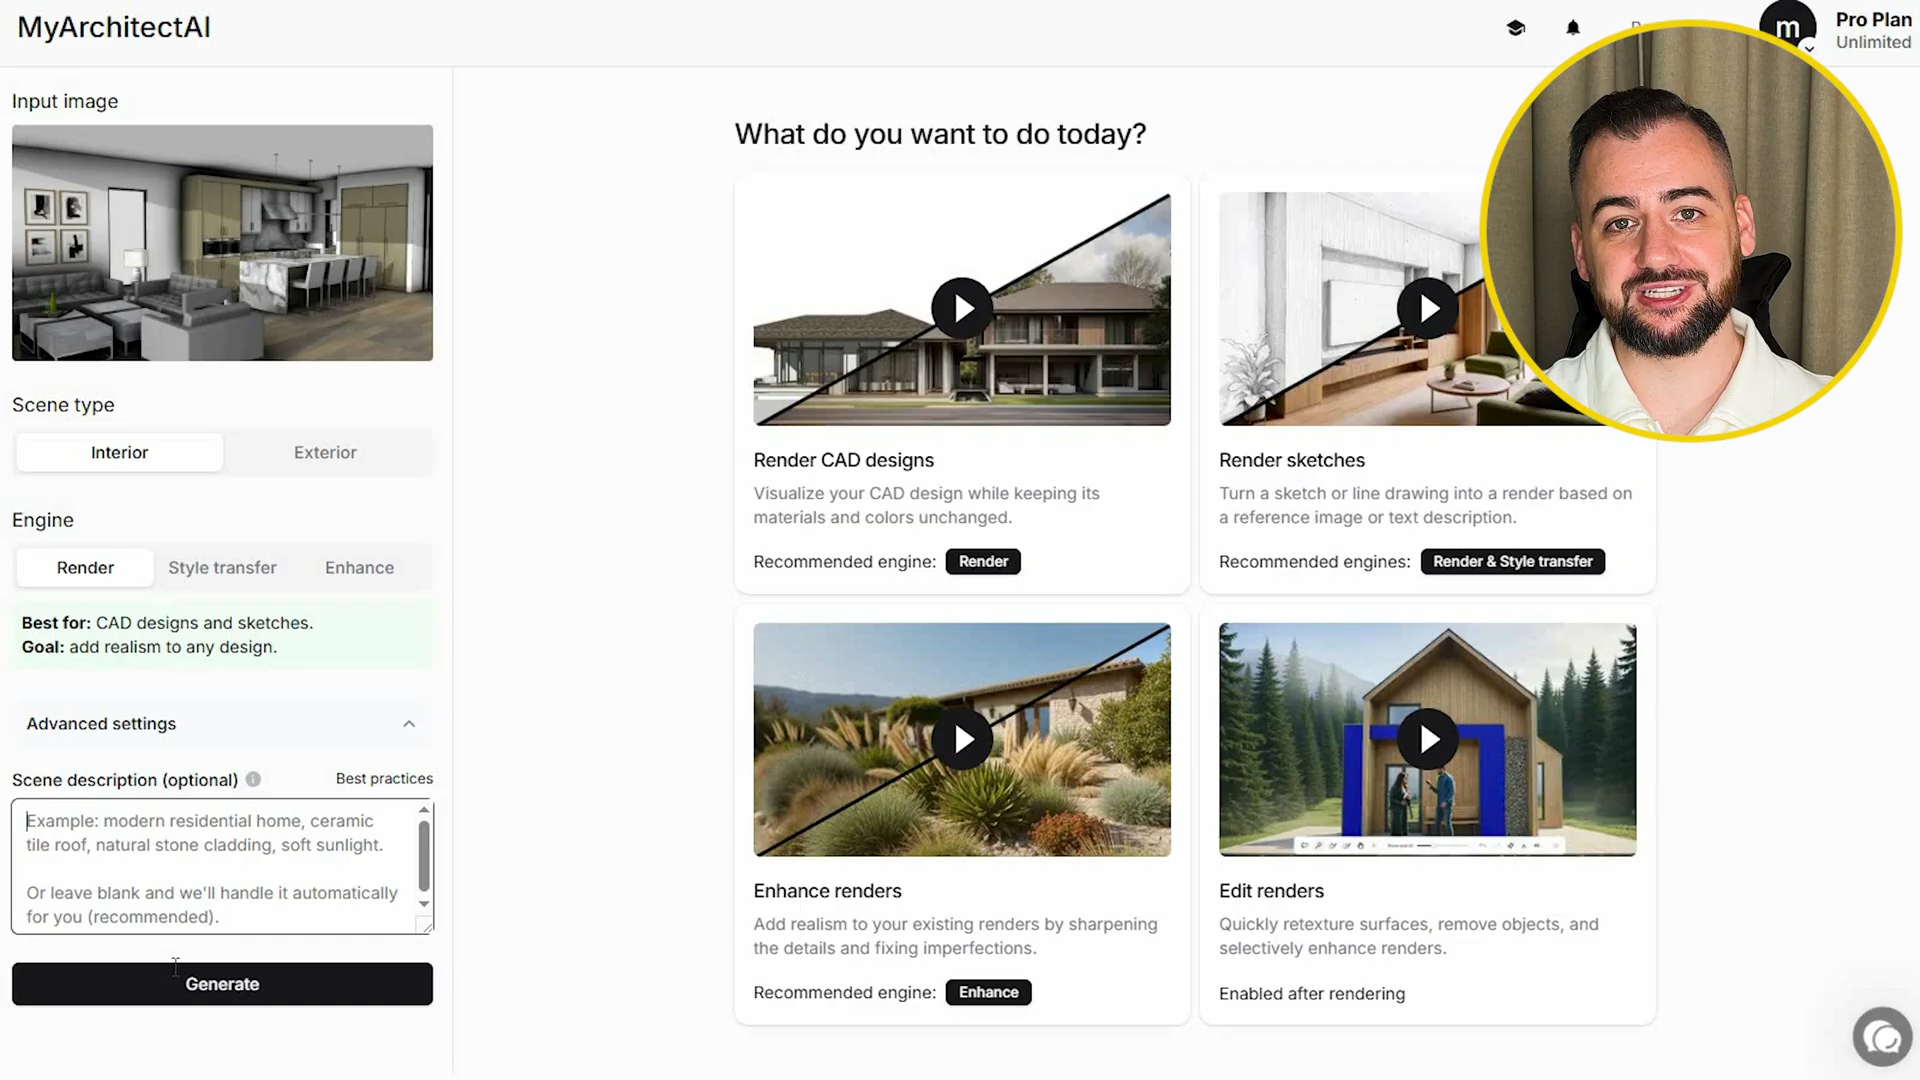 MyArchitectAI
m
Pro Plan
Unlimited
Input image
Scene type
Interior
Exterior
Engine
Render
Style transfer
Enhance
Best for: CAD designs and sketches.
Goal: add realism to any design.
Advanced settings
Scene description (optional)
Best practices
Example: modern residential home, ceramic
tile roof, natural stone cladding, soft sunlight.
Or leave blank and we'll handle it automatically
for you (recommended).
Generate
What do you want to do today?
Render CAD designs
Visualize your CAD design while keeping its
materials and colors unchanged.
Recommended engine: Render
Render sketches
Turn a sketch or line drawing into a render based on
a reference image or text description.
Recommended engines: Render & Style transfer
Enhance renders
Add realism to your existing renders by sharpening
the details and fixing imperfections.
Recommended engine: Enhance
Edit renders
Quickly retexture surfaces, remove objects, and
selectively enhance renders.
Enabled after rendering